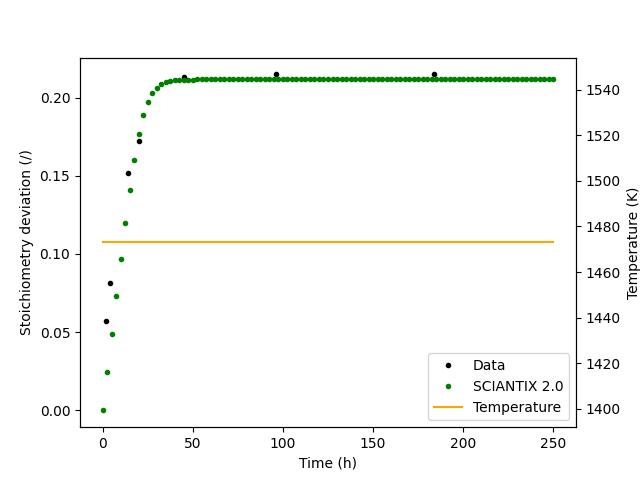 0.20
0.15
0.10
0.05
0.00
Stoichiometry deviation (/)
1540
1520
1500
1480
1460
1440
1420
1400
Temperature (K)
Data
SCIANTIX 2.0
Temperature
0 50 100 150 200 250
Time (h)